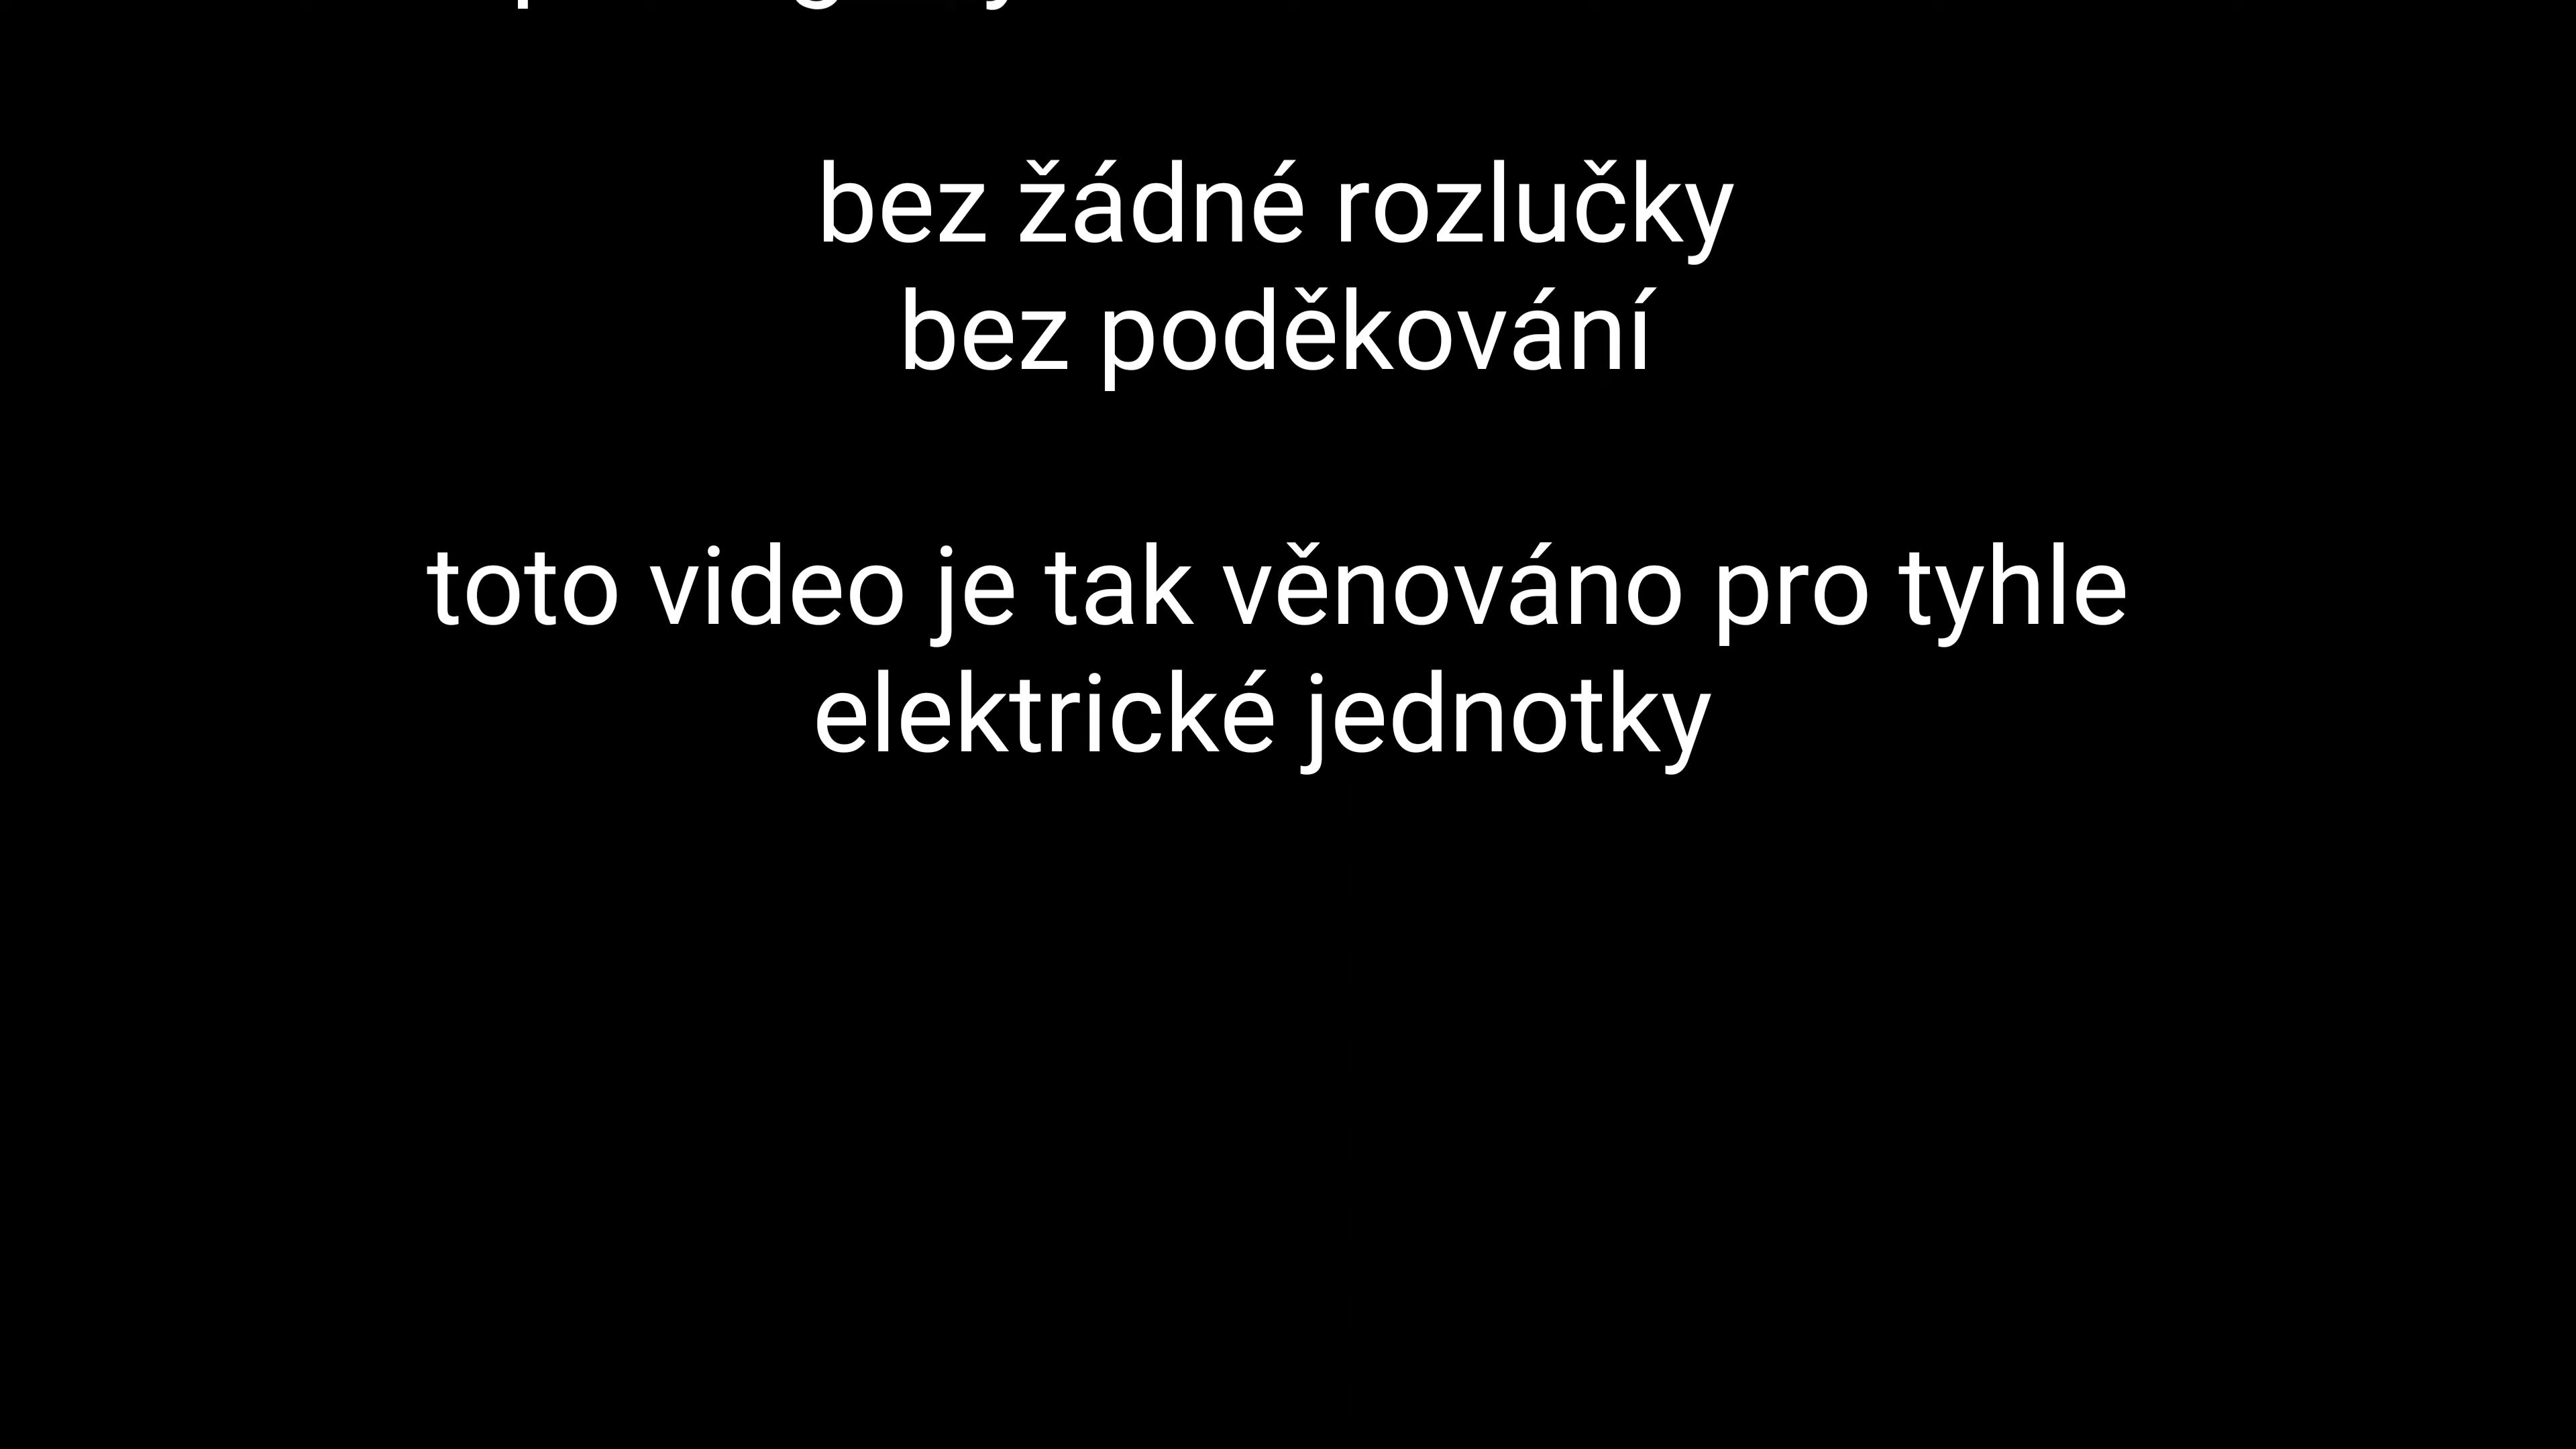 bez žádné rozlučky
bez poděkování
toto video je tak věnováno pro tyhle
elektrické jednotky